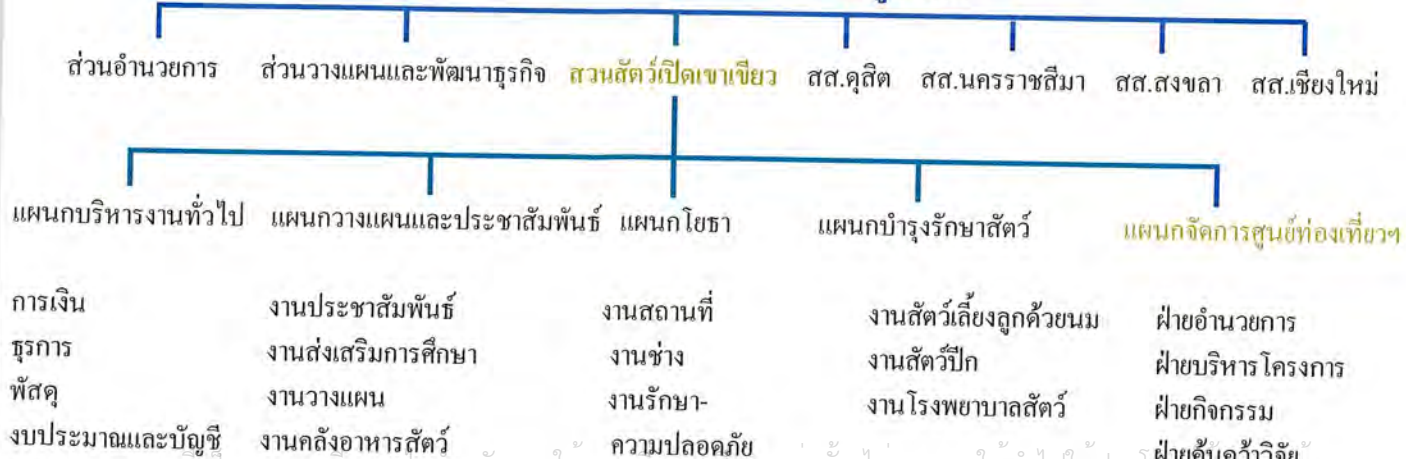 ส่วนอำนวยการ ส่วนวางแผนและพัฒนาธุรกิจ สวนสัตว์เปิดเขาเขียว สส.ดุสิต สส.นครราชสีมา สส.สงขลา สส.เชียงใหม่
แผนกบริหารงานทั่วไป แผนกวางแผนและประชาสัมพันธ์ แผนกโยธา แผนกบำรุงรักษาสัตว์ แผนกจัดการศูนย์ท่องเที่ยวฯ
การเงิน งานประชาสัมพันธ์ งานสถานที่ งานสัตว์เลี้ยงลูกด้วยนม ฝ่ายอำนวยการ
ธุรการ งานส่งเสริมการศึกษา งานช่าง งานสัตว์ปีก ฝ่ายบริหารโครงการ
พัสดุ งานวางแผน งานรักษา- งานโรงพยาบาลสัตว์ ฝ่ายกิจกรรม
งบประมาณและบัญชี งานคลังอาหารสัตว์ ความปลอดภัย ฝ่ายค้นคว้าวิจัย